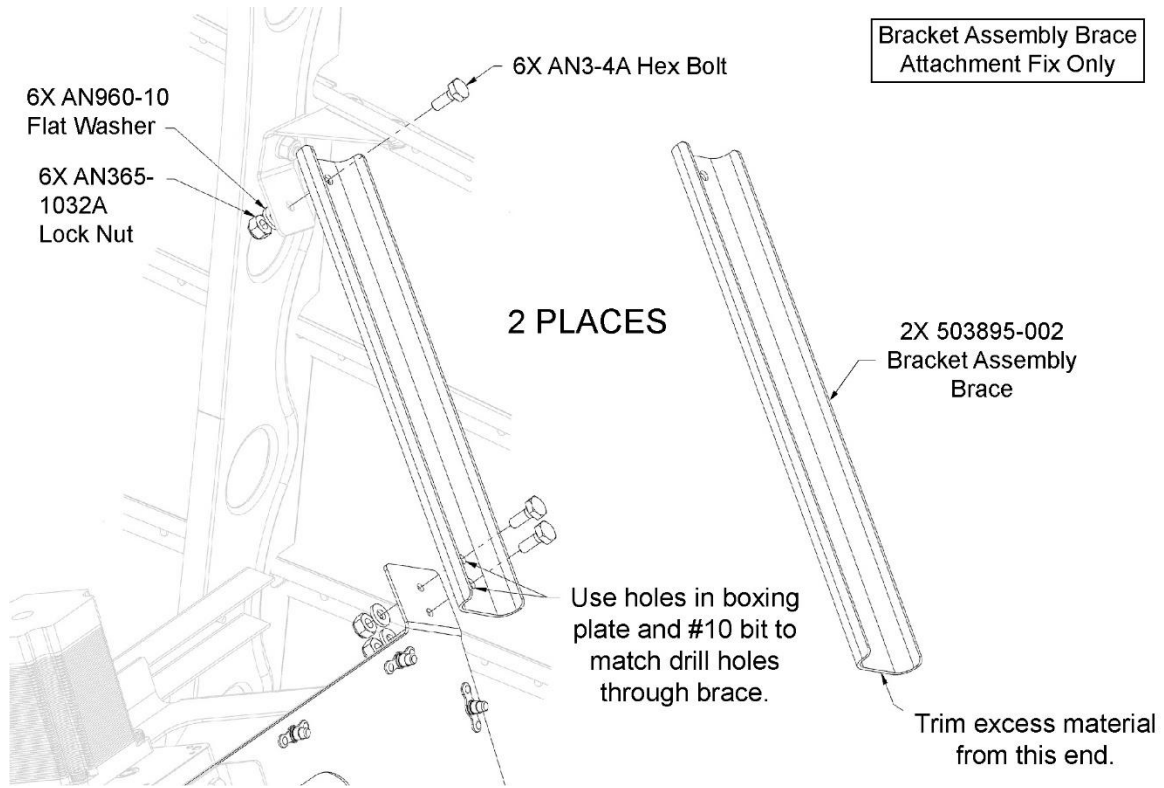 Bracket Assembly Brace
Attachment Fix Only
6X AN3-4A Hex Bolt
6X AN960-10
Flat Washer
6X AN365-
1032A
Lock Nut
2 PLACES
2X 503895-002
Bracket Assembly
Brace
Use holes in boxing
plate and #10 bit to
match drill holes
through brace.
Trim excess material
from this end.